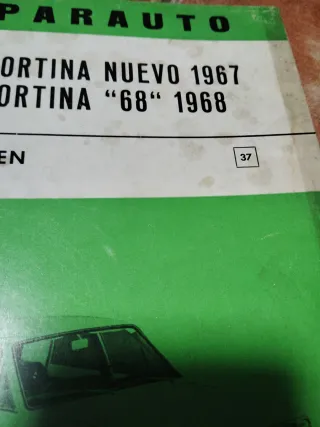 PARAUTO
ORTINA NUEVO 1967
ORTINA “68“ 1968
EN
37